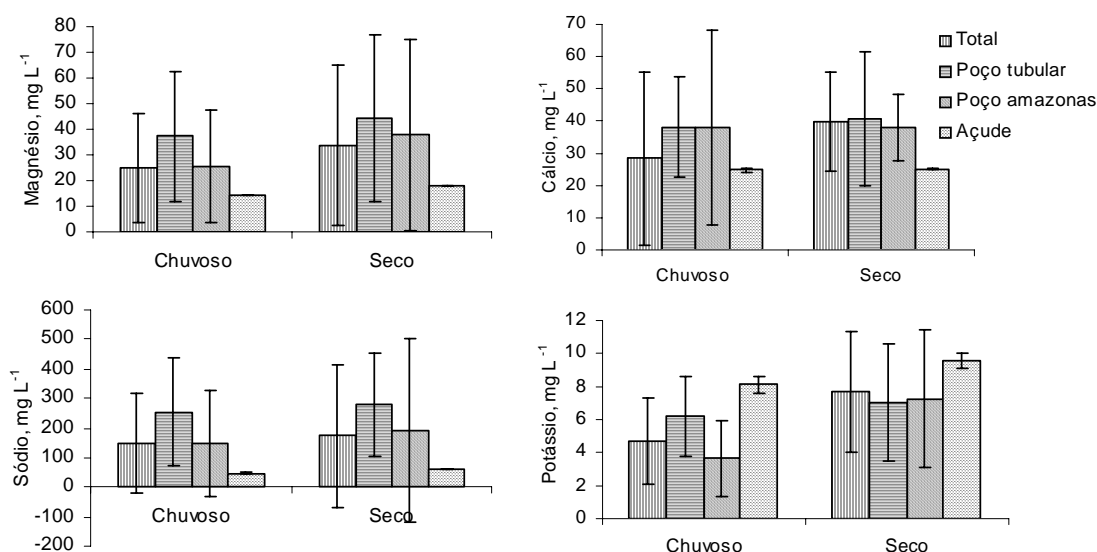 Magnésio, mg L⁻¹
80
70
60
50
40
30
20
10
0
Chuvoso Seco
Cálcio, mg L⁻¹
70
60
50
40
30
20
10
0
Chuvoso Seco
Total
Poço tubular
Poço amazonas
Açude
Sódio, mg L⁻¹
600
500
400
300
200
100
0
-100
-200
Chuvoso Seco
Potássio, mg L⁻¹
12
10
8
6
4
2
0
Chuvoso Seco